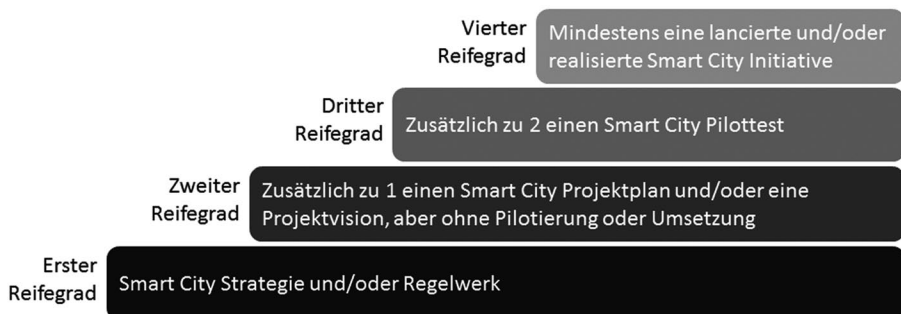 Vierter
Reifegrad
Mindestens eine lancierte und/oder
realisierte Smart City Initiative
Dritter
Reifegrad
Zusätzlich zu 2 einen Smart City Pilottest
Zweiter
Reifegrad
Zusätzlich zu 1 einen Smart City Projektplan und/oder eine
Projektvision, aber ohne Pilotierung oder Umsetzung
Erster
Reifegrad
Smart City Strategie und/oder Regelwerk